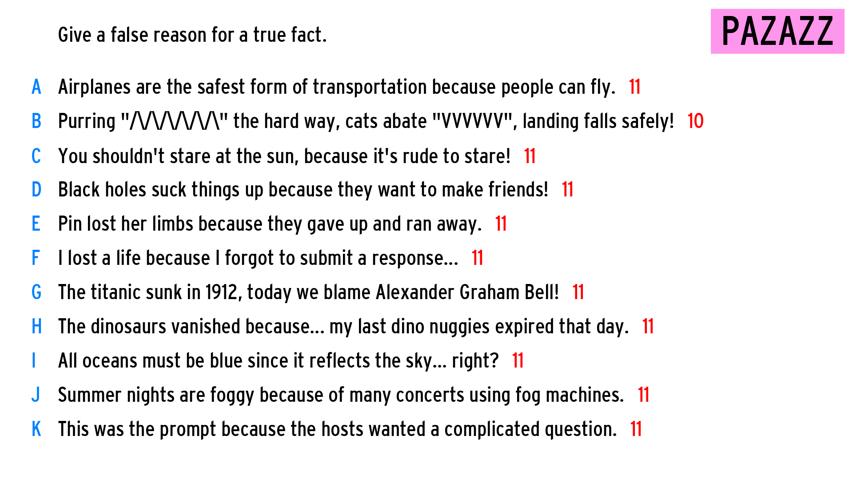 Give a false reason for a true fact.
PAZAZZ
A Airplanes are the safest form of transportation because people can fly. 11
B Purring "/\/\/\/\/\/\/\" the hard way, cats abate "VVVVVV", landing falls safely! 10
C You shouldn't stare at the sun, because it's rude to stare! 11
D Black holes suck things up because they want to make friends! 11
E Pin lost her limbs because they gave up and ran away. 11
F I lost a life because I forgot to submit a response... 11
G The titanic sunk in 1912, today we blame Alexander Graham Bell! 11
H The dinosaurs vanished because... my last dino nuggies expired that day. 11
I All oceans must be blue since it reflects the sky... right? 11
J Summer nights are foggy because of many concerts using fog machines. 11
K This was the prompt because the hosts wanted a complicated question. 11